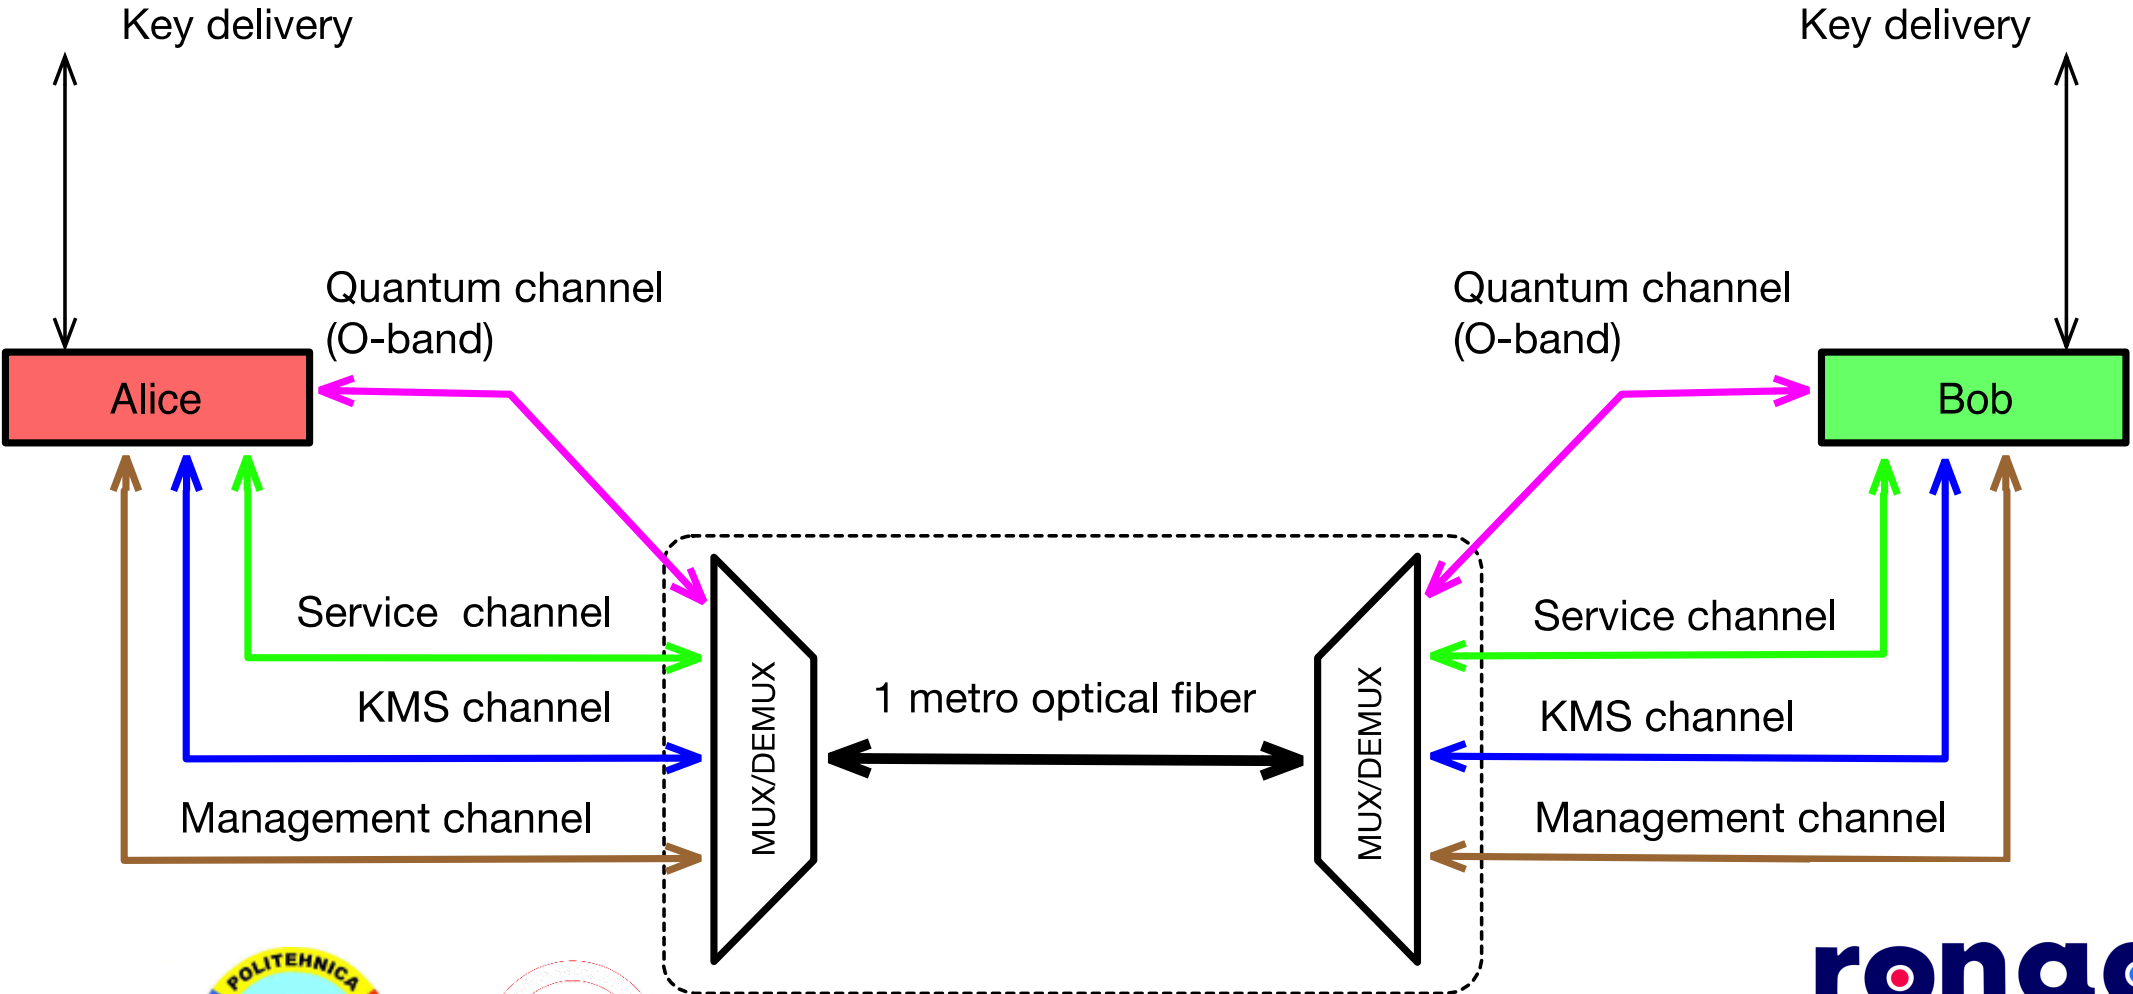 Key delivery
Key delivery
Quantum channel
(O-band)
Quantum channel
(O-band)
Alice
Bob
Service  channel
Service channel
KMS channel
KMS channel
1 metro optical fiber
MUX/DEMUX
MUX/DEMUX
Management channel
Management channel
POLITEHNICA